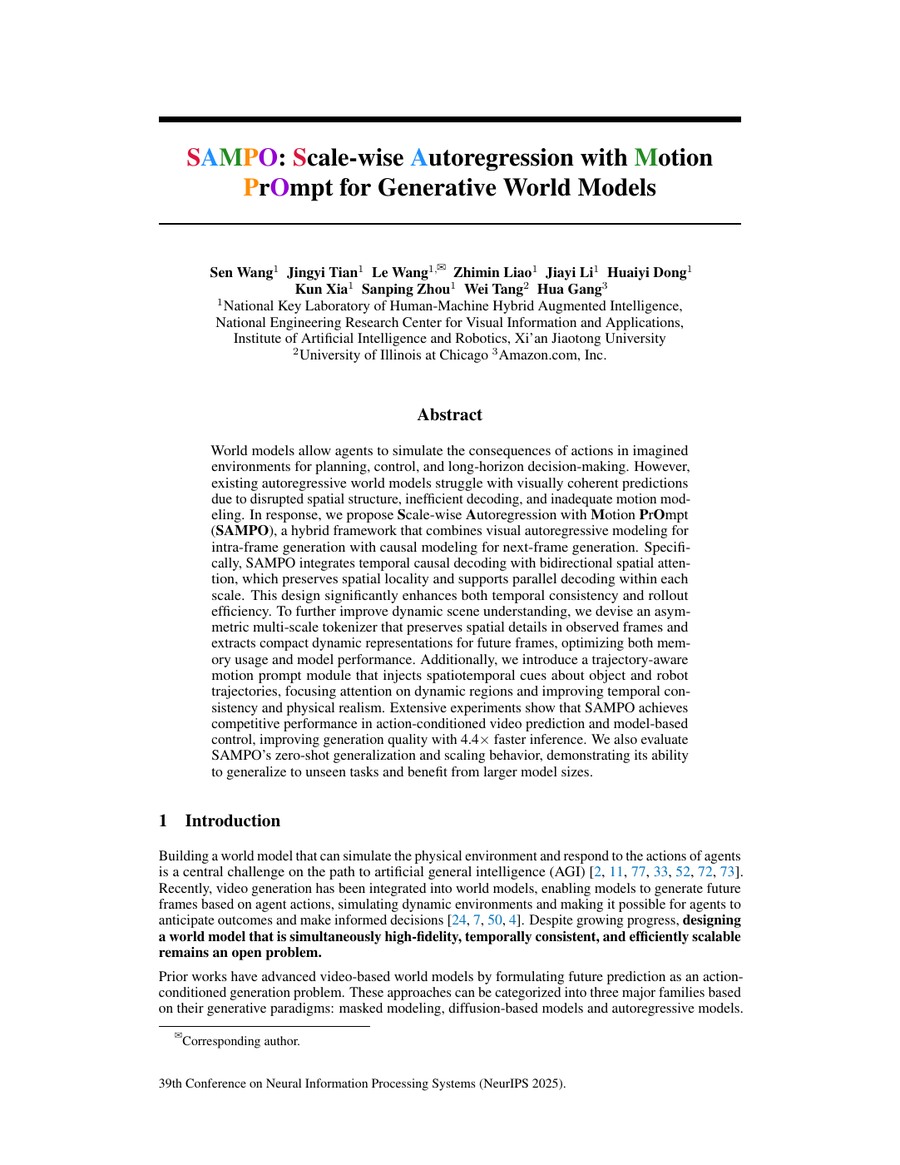 SAMPO: Scale-wise Autoregression with Motion
PrOmpt for Generative World Models
Sen Wang¹ Jingyi Tian¹ Le Wang¹,✉ Zhimin Liao¹ Jiayi Li¹ Huaiyi Dong¹
Kun Xia¹ Sanping Zhou¹ Wei Tang² Hua Gang³
¹National Key Laboratory of Human-Machine Hybrid Augmented Intelligence,
National Engineering Research Center for Visual Information and Applications,
Institute of Artificial Intelligence and Robotics, Xi'an Jiaotong University
²University of Illinois at Chicago ³Amazon.com, Inc.
Abstract
World models allow agents to simulate the consequences of actions in imagined
environments for planning, control, and long-horizon decision-making. However,
existing autoregressive world models struggle with visually coherent predictions
due to disrupted spatial structure, inefficient decoding, and inadequate motion mod-
eling. In response, we propose Scale-wise Autoregression with Motion PrOmpt
(SAMPO), a hybrid framework that combines visual autoregressive modeling for
intra-frame generation with causal modeling for next-frame generation. Specifi-
cally, SAMPO integrates temporal causal decoding with bidirectional spatial atten-
tion, which preserves spatial locality and supports parallel decoding within each
scale. This design significantly enhances both temporal consistency and rollout
efficiency. To further improve dynamic scene understanding, we devise an asym-
metric multi-scale tokenizer that preserves spatial details in observed frames and
extracts compact dynamic representations for future frames, optimizing both mem-
ory usage and model performance. Additionally, we introduce a trajectory-aware
motion prompt module that injects spatiotemporal cues about object and robot
trajectories, focusing attention on dynamic regions and improving temporal con-
sistency and physical realism. Extensive experiments show that SAMPO achieves
competitive performance in action-conditioned video prediction and model-based
control, improving generation quality with 4.4× faster inference. We also evaluate
SAMPO's zero-shot generalization and scaling behavior, demonstrating its ability
to generalize to unseen tasks and benefit from larger model sizes.
1 Introduction
Building a world model that can simulate the physical environment and respond to the actions of agents
is a central challenge on the path to artificial general intelligence (AGI) [2, 11, 77, 33, 52, 72, 73].
Recently, video generation has been integrated into world models, enabling models to generate future
frames based on agent actions, simulating dynamic environments and making it possible for agents to
anticipate outcomes and make informed decisions [24, 7, 50, 4]. Despite growing progress, designing
a world model that is simultaneously high-fidelity, temporally consistent, and efficiently scalable
remains an open problem.
Prior works have advanced video-based world models by formulating future prediction as an action-
conditioned generation problem. These approaches can be categorized into three major families based
on their generative paradigms: masked modeling, diffusion-based models and autoregressive models.
✉Corresponding author.
39th Conference on Neural Information Processing Systems (NeurIPS 2025).